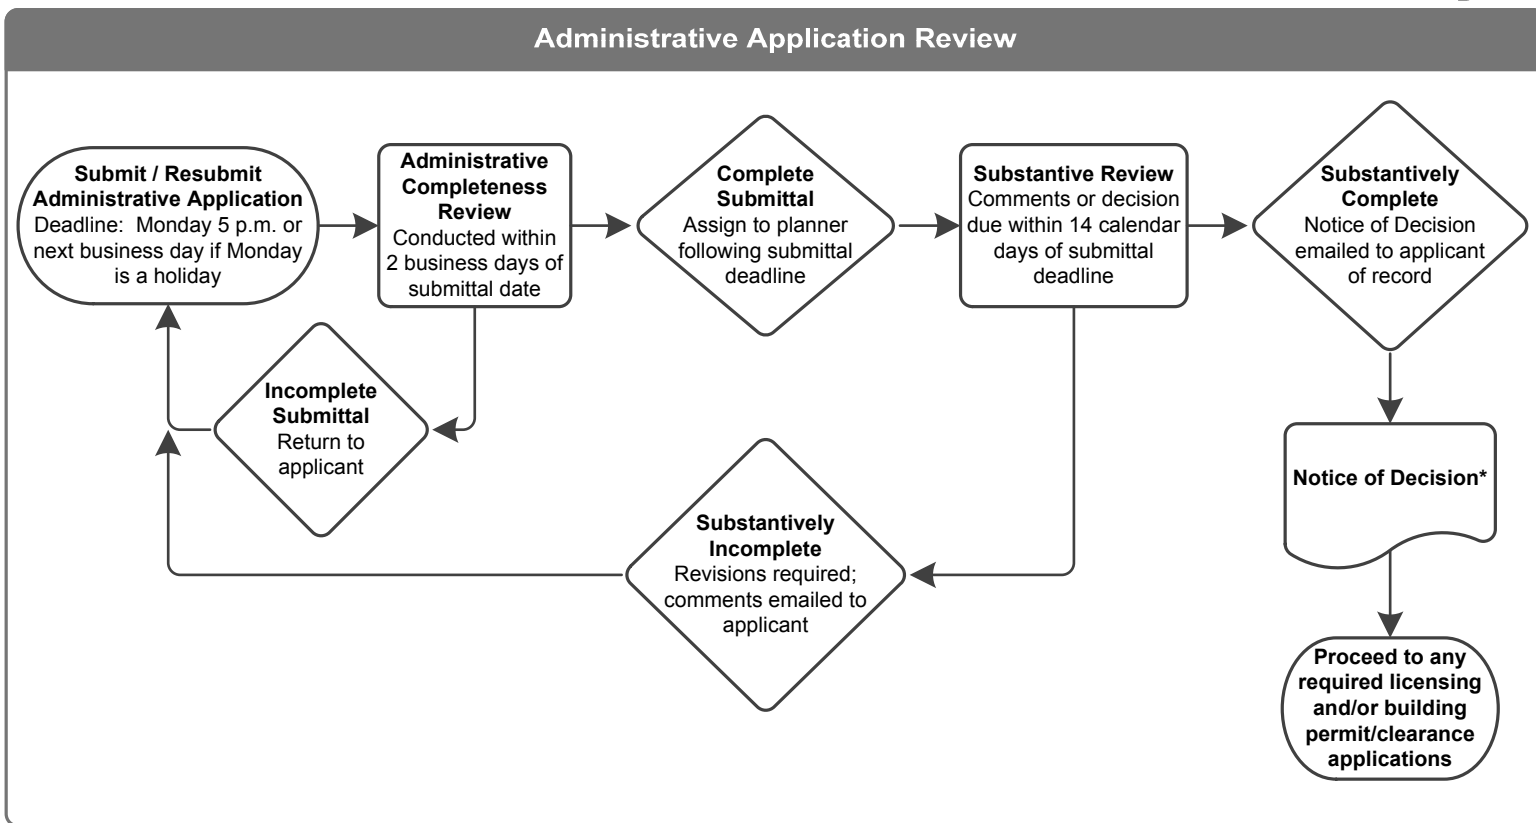 Administrative Application Review
Submit / Resubmit
Administrative Application
Deadline: Monday 5 p.m. or
next business day if Monday
is a holiday
Administrative
Completeness
Review
Conducted within
2 business days of
submittal date
Complete
Submittal
Assign to planner
following submittal
deadline
Substantive Review
Comments or decision
due within 14 calendar
days of submittal
deadline
Substantively
Complete
Notice of Decision
emailed to applicant
of record
Incomplete
Submittal
Return to
applicant
Substantively
Incomplete
Revisions required;
comments emailed to
applicant
Notice of Decision*
Proceed to any
required licensing
and/or building
permit/clearance
applications